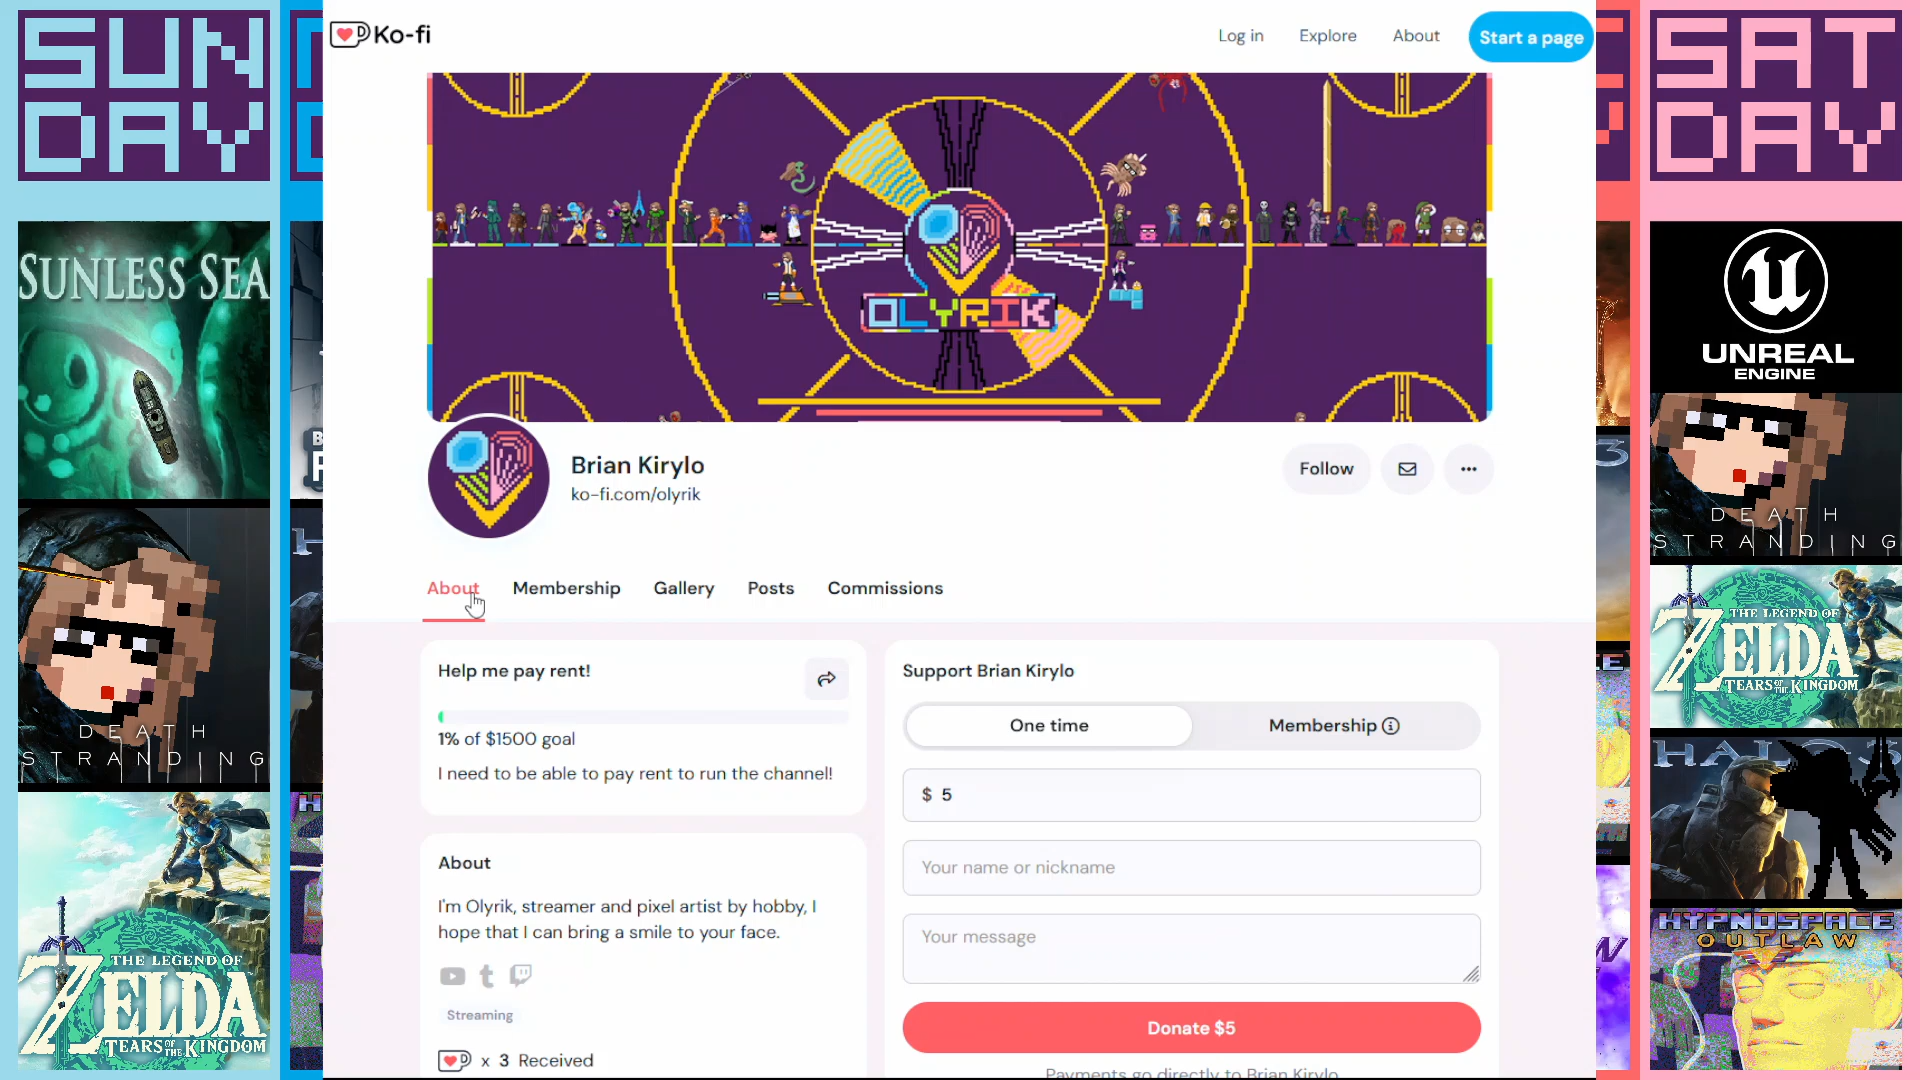 SUN
DAY
SUNLESS SEA
DEATH
STRANDING
THE LEGEND OF
ZELDA
TEARS OF THE KINGDOM
Ko-fi
Log in
Explore
About
Start a page
OLYRIK
Brian Kirylo
ko-fi.com/olyrik
Follow
About
Membership
Gallery
Posts
Commissions
Help me pay rent!
1% of $1500 goal
I need to be able to pay rent to run the channel!
About
I'm Olyrik, streamer and pixel artist by hobby, I
hope that I can bring a smile to your face.
Streaming
x 3 Received
Support Brian Kirylo
One time
Membership
$ 5
Your name or nickname
Your message
Donate $5
Payments go directly to Brian Kirylo
SAT
DAY
UNREAL
ENGINE
DEATH
STRANDING
THE LEGEND OF
ZELDA
TEARS OF THE KINGDOM
HALO 3
HYPNOSPACE
OUTLAW